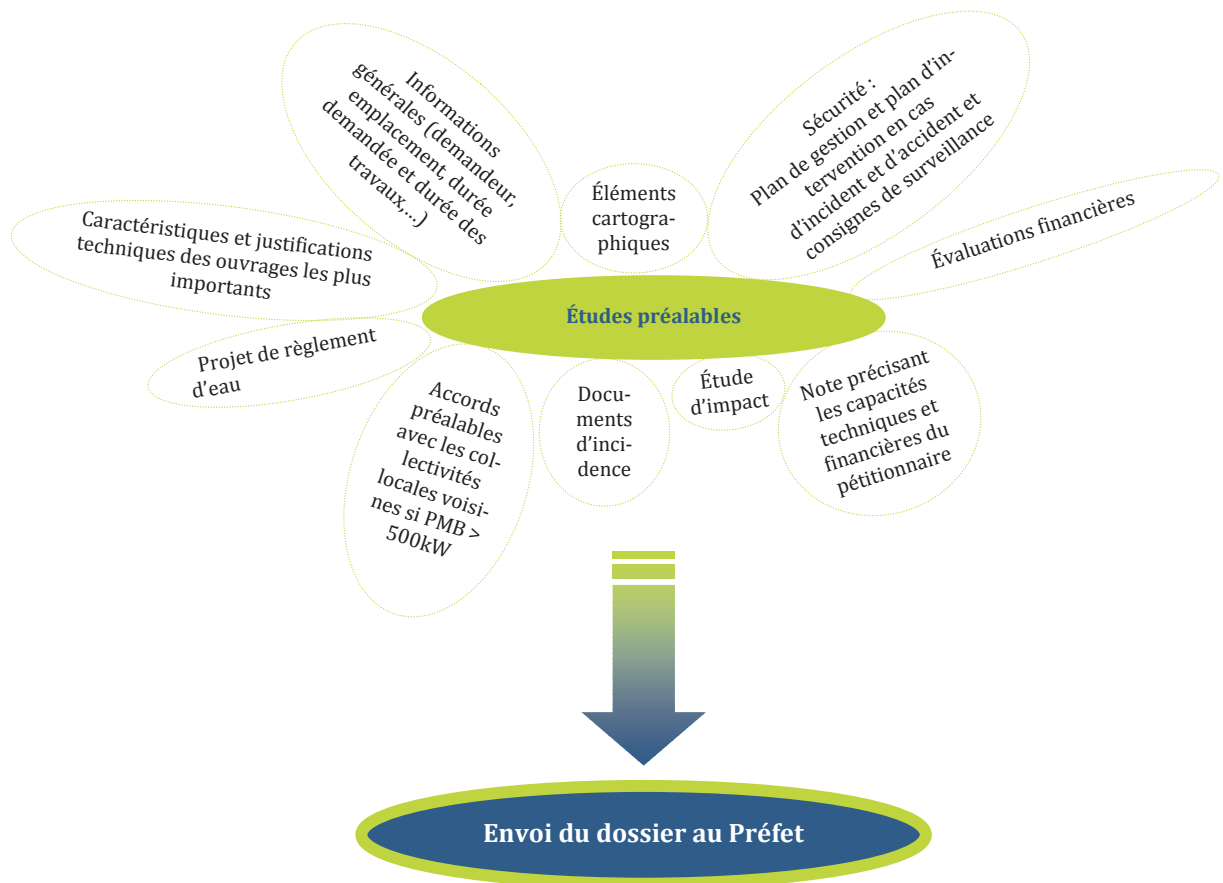 Informations
générales (demandeur,
emplacement, durée
demandée et durée des
travaux,...)
Sécurité :
Plan de gestion et plan d'in-
tervention en cas
d'incident et d'accident et
consignes de surveillance
Éléments
cartogra-
phiques
Caractéristiques et justifications
techniques des ouvrages les plus
importants
Évaluations financières
Études préalables
Projet de règlement
d'eau
Accords
préalables
avec les col-
lectivités
locales voisi-
nes si PMB >
500kW
Docu-
ments
d'inci-
dence
Étude
d'impact
Note précisant
les capacités
techniques et
financières du
pétitionnaire
Envoi du dossier au Préfet